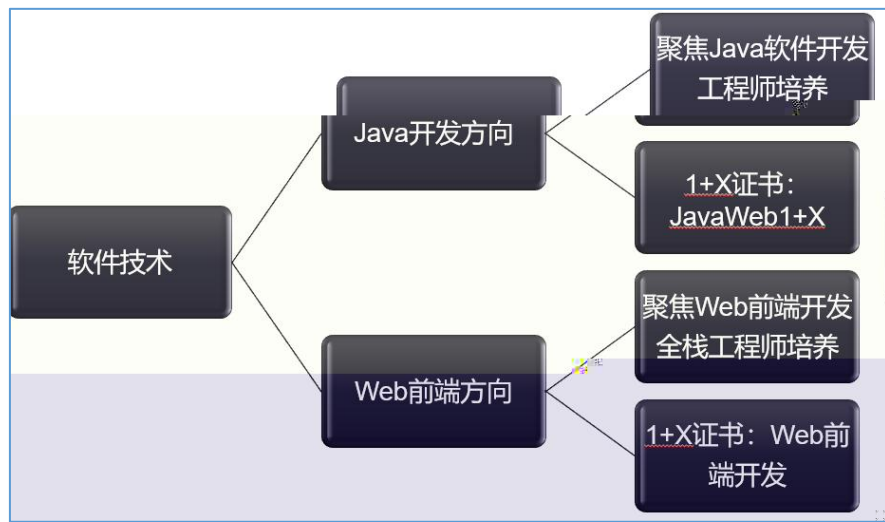 聚焦Java软件开发
工程师培养
Java开发方向
1+X证书：
JavaWeb1+X
软件技术
聚焦Web前端开发
全栈工程师培养
Web前端方向
1+X证书：Web前
端开发